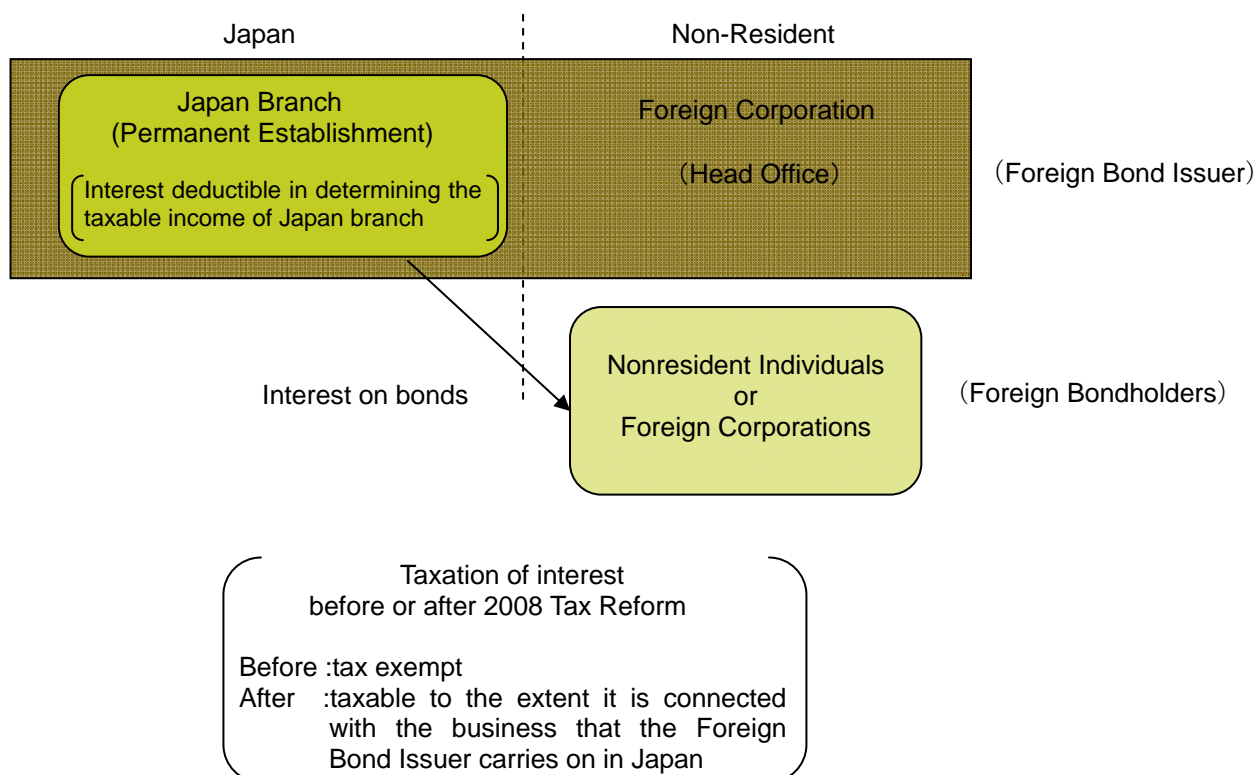 Japan
Non-Resident
Japan Branch
(Permanent Establishment)
Interest deductible in determining the
taxable income of Japan branch
Foreign Corporation
（Head Office）
（Foreign Bond Issuer）
Interest on bonds
Nonresident Individuals
or
Foreign Corporations
（Foreign Bondholders）
Taxation of interest
before or after 2008 Tax Reform
Before :tax exempt
After :taxable to the extent it is connected
with the business that the Foreign
Bond Issuer carries on in Japan